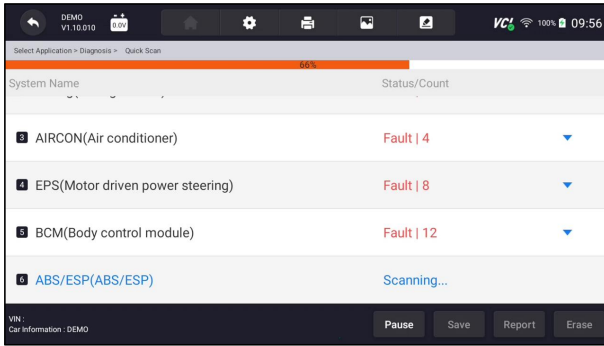 DEMO
V1.10.010
0.0V
VCI 100% 09:56
Select Application > Diagnosis > Quick Scan
66%
System Name Status/Count
3 AIRCON(Air conditioner) Fault | 4
4 EPS(Motor driven power steering) Fault | 8
5 BCM(Body control module) Fault | 12
6 ABS/ESP(ABS/ESP) Scanning...
VIN :
Car Information : DEMO
Pause Save Report Erase